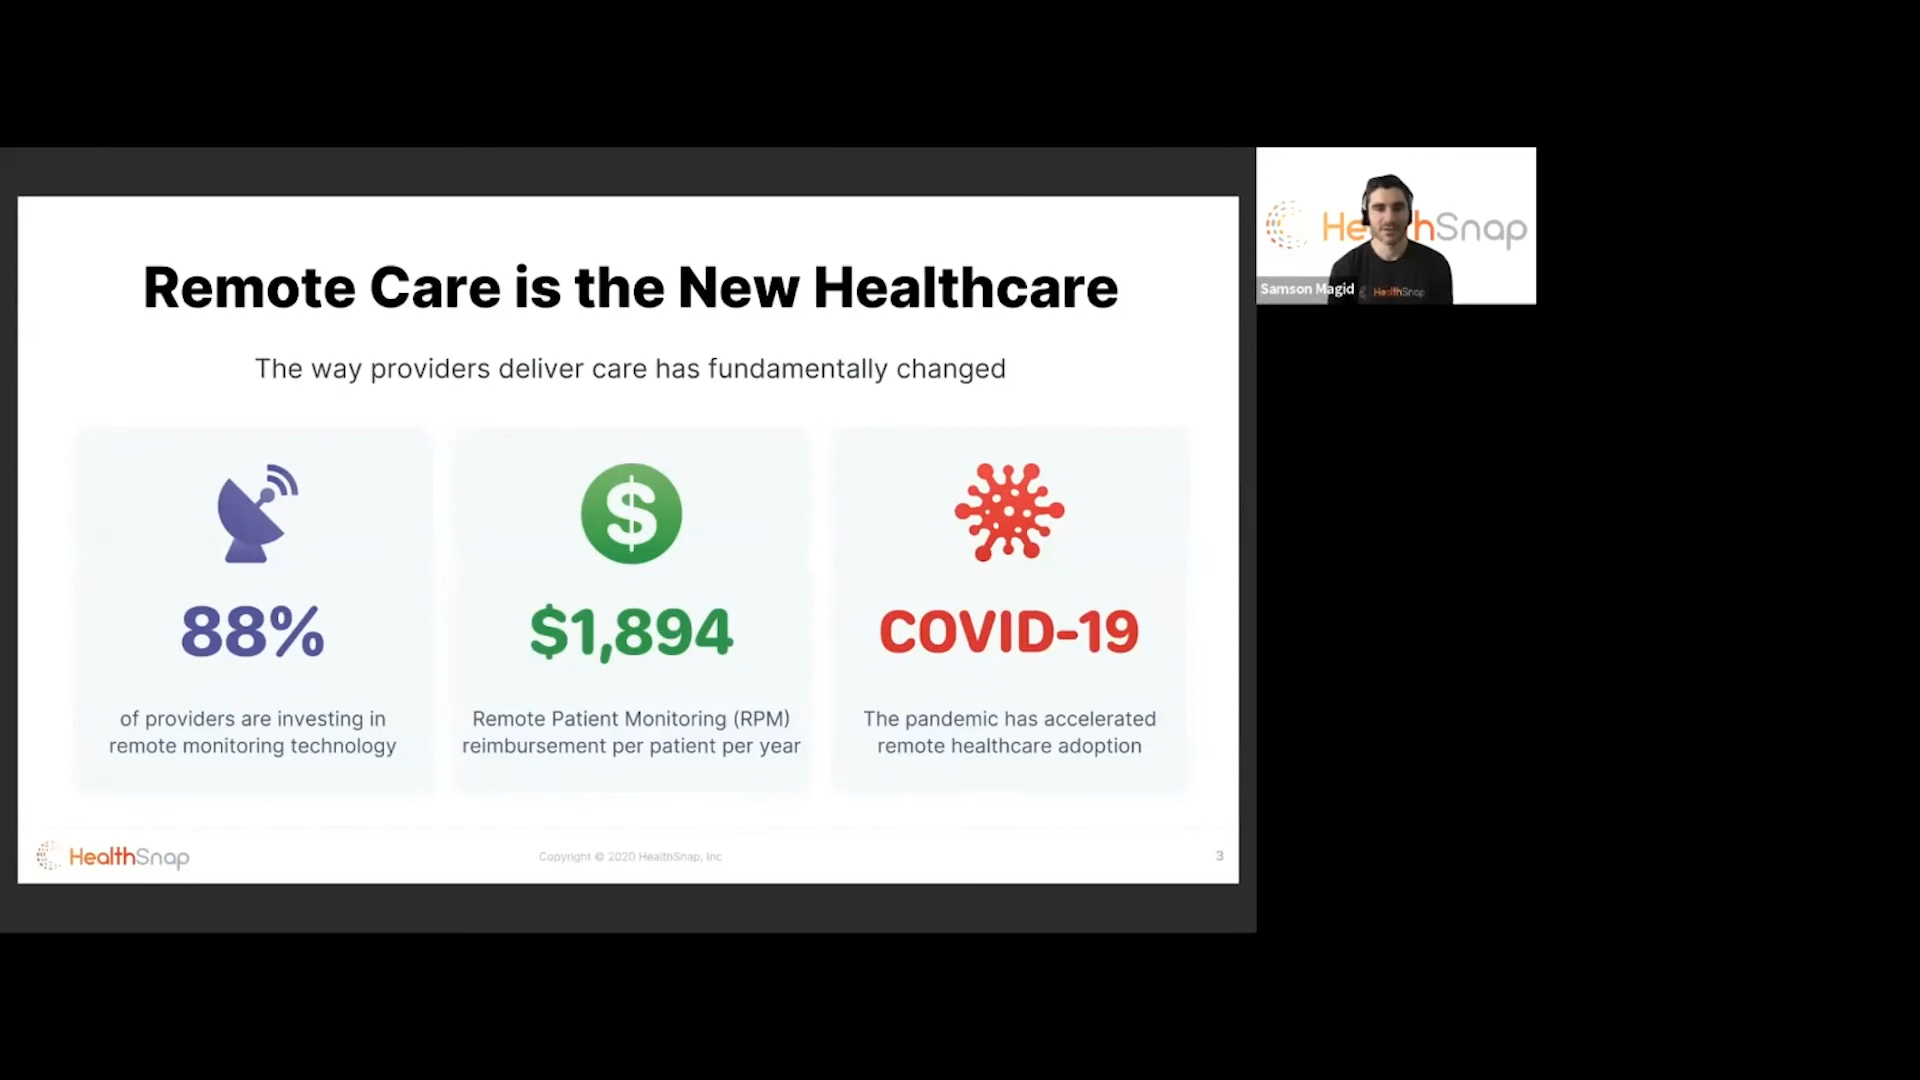 Remote Care is the New Healthcare
The way providers deliver care has fundamentally changed
88%
of providers are investing in
remote monitoring technology
$1,894
Remote Patient Monitoring (RPM)
reimbursement per patient per year
COVID-19
The pandemic has accelerated
remote healthcare adoption
HealthSnap
Copyright © 2020 HealthSnap, Inc
3
HealthSnap
Samson Magid
HealthSnap